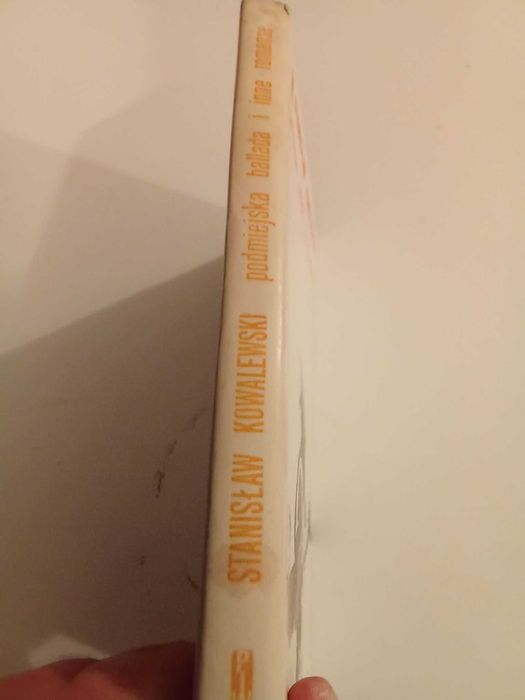 STANISŁAW KOWALEWSKI podmiejska ballada i inne romanse